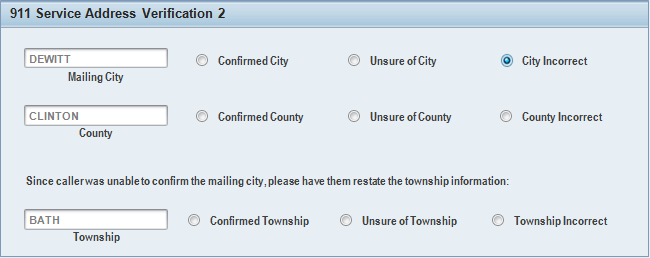 911 Service Address Verification 2
DEWITT Confirmed City Unsure of City City Incorrect
Mailing City
CLINTON Confirmed County Unsure of County County Incorrect
County
Since caller was unable to confirm the mailing city, please have them restate the township information:
BATH Confirmed Township Unsure of Township Township Incorrect
Township